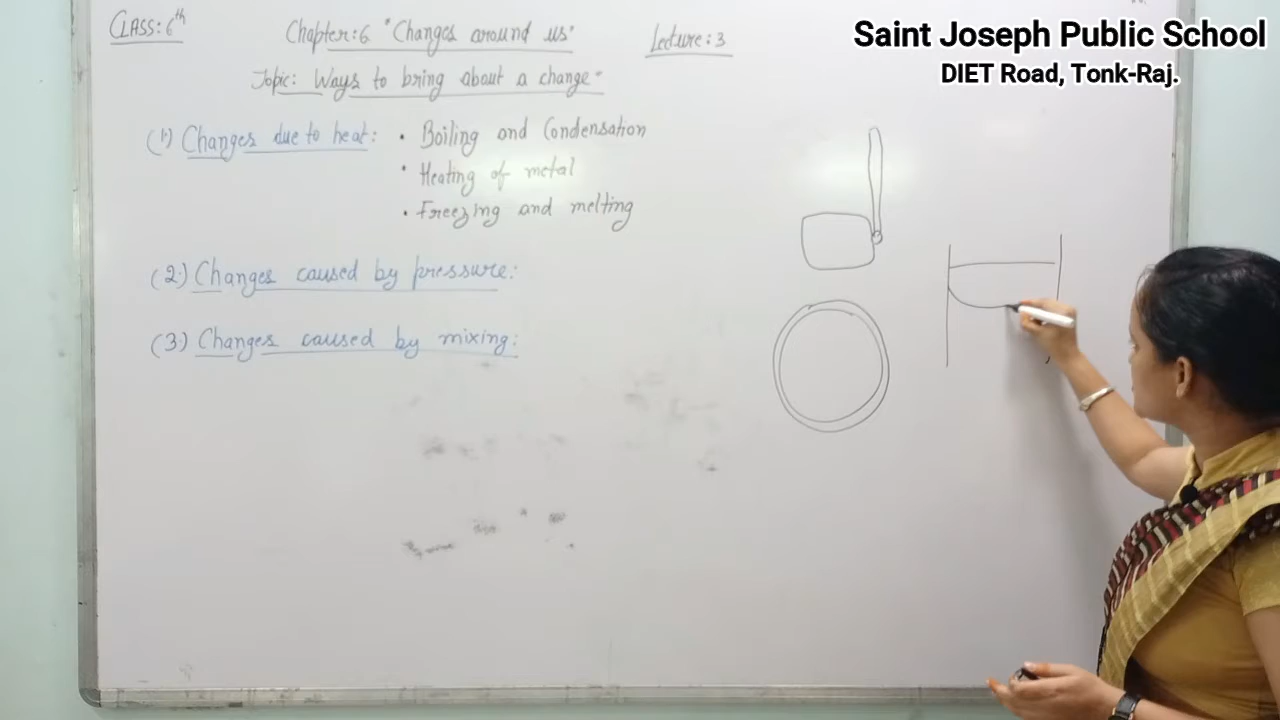 CLASS: 6th
Chapter: 6 "Changes around us"
Lecture: 3
Saint Joseph Public School
DIET Road, Tonk-Raj.
Topic: Ways to bring about a change"
(1.) Changes due to heat: • Boiling and Condensation
• Heating of metal
• Freezing and melting
(2.) Changes caused by pressure:
(3.) Changes caused by mixing: